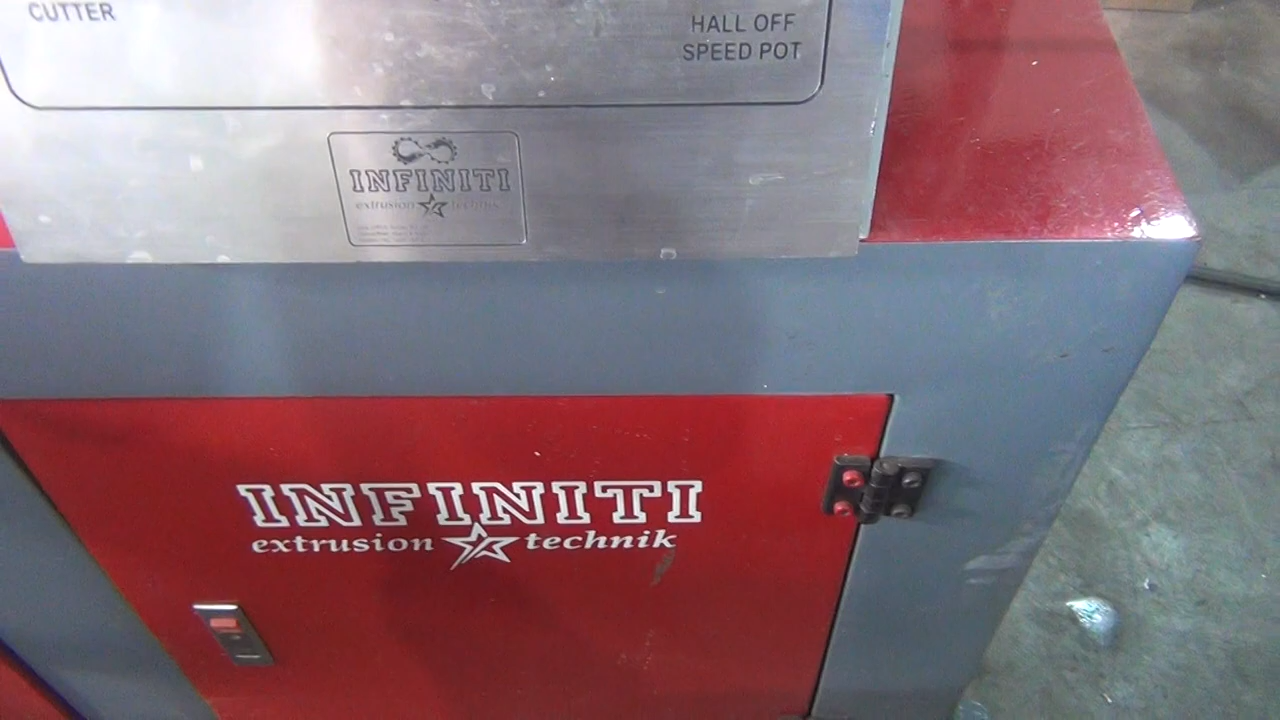 CUTTER
HALL OFF
SPEED POT
INFINITI
extrusion technik
INFINITI
extrusion technik